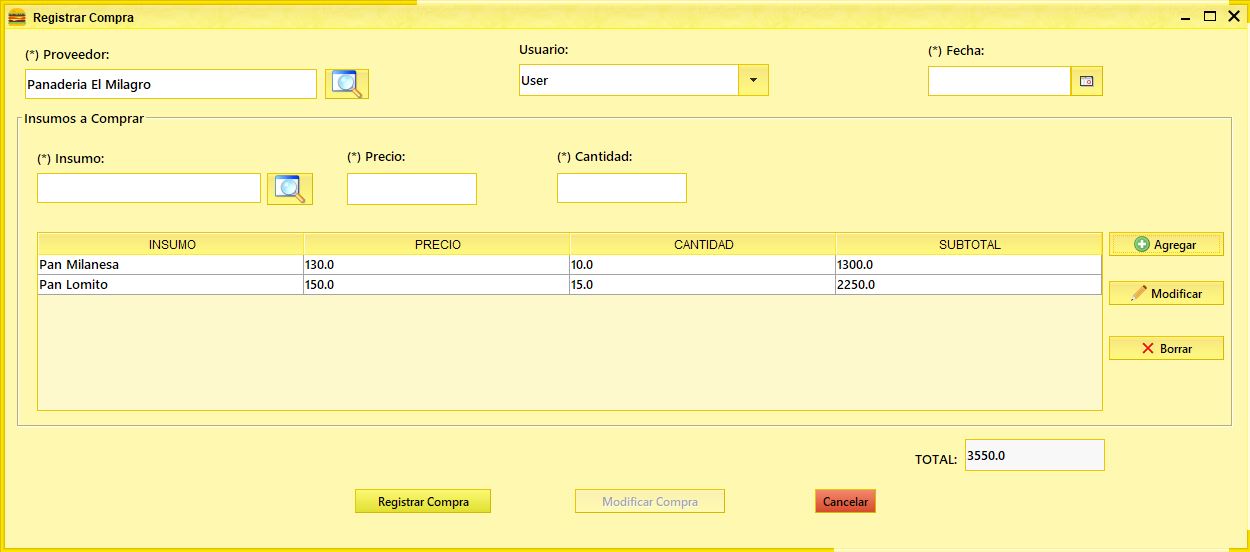 Registrar Compra
(*) Proveedor:
Usuario:
(*) Fecha:
Panaderia El Milagro
User
Insumos a Comprar
(*) Insumo:
(*) Precio:
(*) Cantidad:
INSUMO PRECIO CANTIDAD SUBTOTAL
Pan Milanesa 130.0 10.0 1300.0
Pan Lomito 150.0 15.0 2250.0
Agregar
Modificar
Borrar
TOTAL: 3550.0
Registrar Compra
Modificar Compra
Cancelar